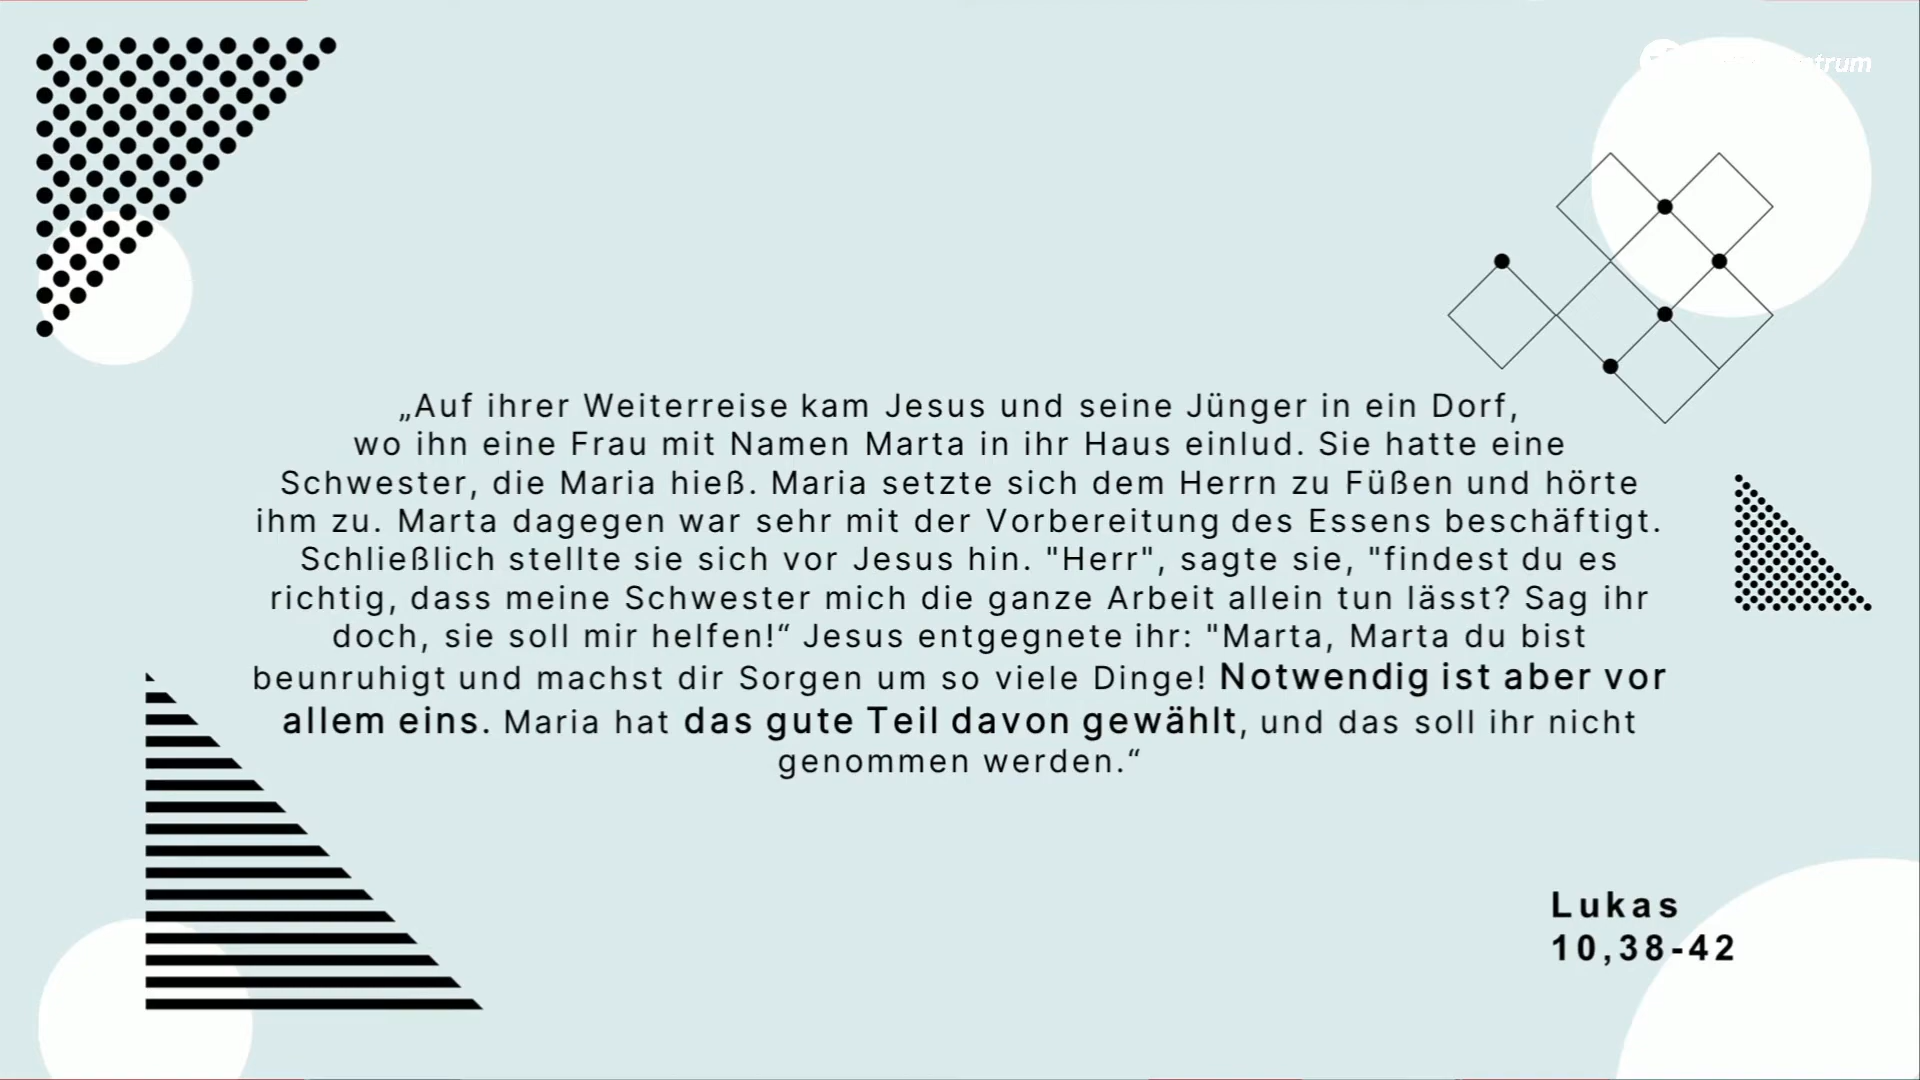 „Auf ihrer Weiterreise kam Jesus und seine Jünger in ein Dorf,
wo ihn eine Frau mit Namen Marta in ihr Haus einlud. Sie hatte eine
Schwester, die Maria hieß. Maria setzte sich dem Herrn zu Füßen und hörte
ihm zu. Marta dagegen war sehr mit der Vorbereitung des Essens beschäftigt.
Schließlich stellte sie sich vor Jesus hin. "Herr", sagte sie, "findest du es
richtig, dass meine Schwester mich die ganze Arbeit allein tun lässt? Sag ihr
doch, sie soll mir helfen!“ Jesus entgegnete ihr: "Marta, Marta du bist
beunruhigt und machst dir Sorgen um so viele Dinge! Notwendig ist aber vor
allem eins. Maria hat das gute Teil davon gewählt, und das soll ihr nicht
genommen werden.“
Lukas
10,38-42